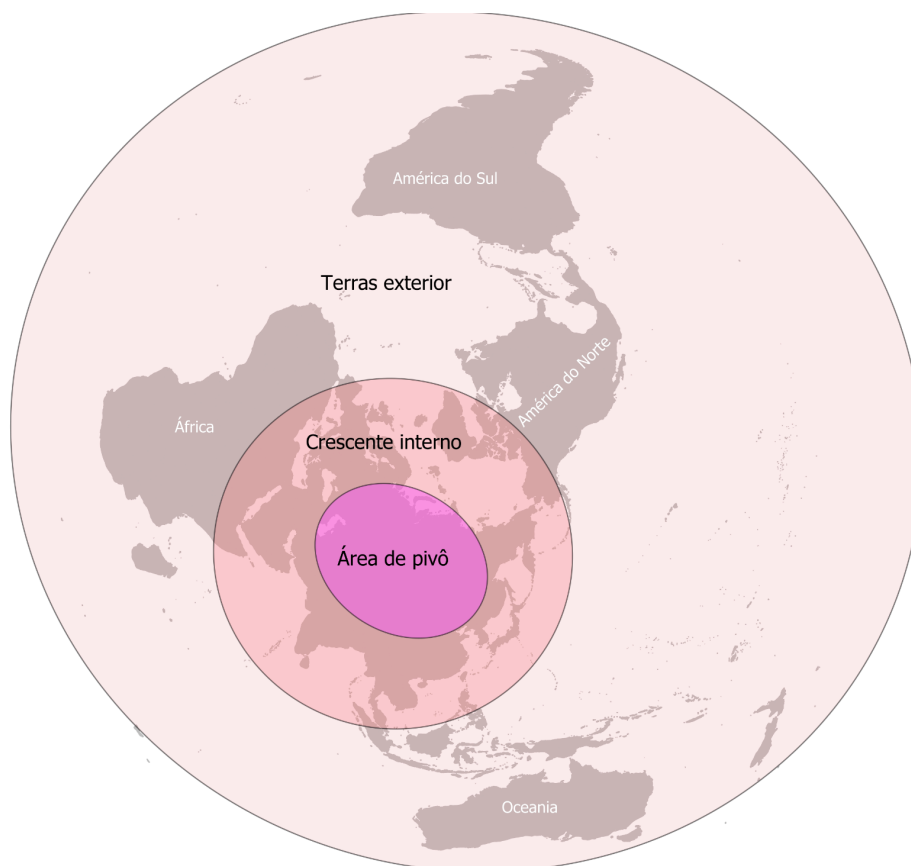 América do Sul
Terras exterior
América do Norte
África
Crescente interno
Área de pivô
Oceania